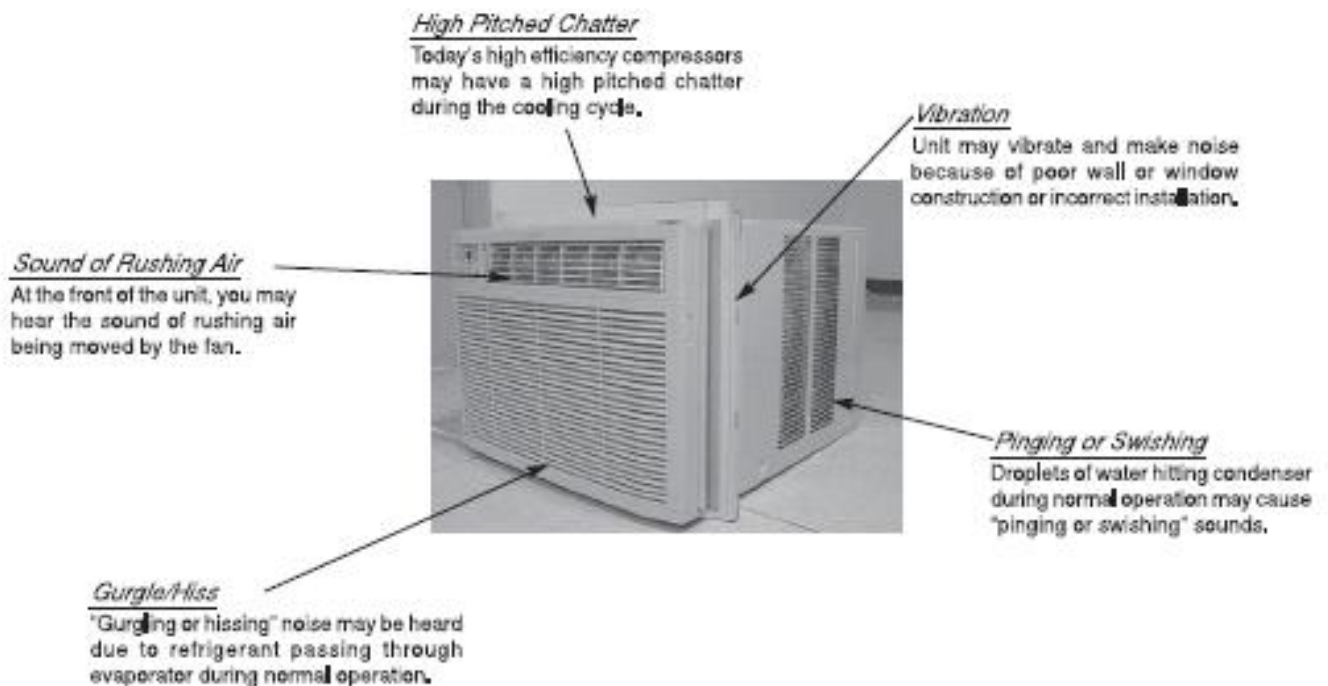 High Pitched Chatter
Today's high efficiency compressors
may have a high pitched chatter
during the cooling cycle.
Vibration
Unit may vibrate and make noise
because of poor wall or window
construction or incorrect installation.
Sound of Rushing Air
At the front of the unit, you may
hear the sound of rushing air
being moved by the fan.
Pinging or Swishing
Droplets of water hitting condenser
during normal operation may cause
"pinging or swishing" sounds.
Gurgle/Hiss
"Gurgling or hissing" noise may be heard
due to refrigerant passing through
evaporator during normal operation.